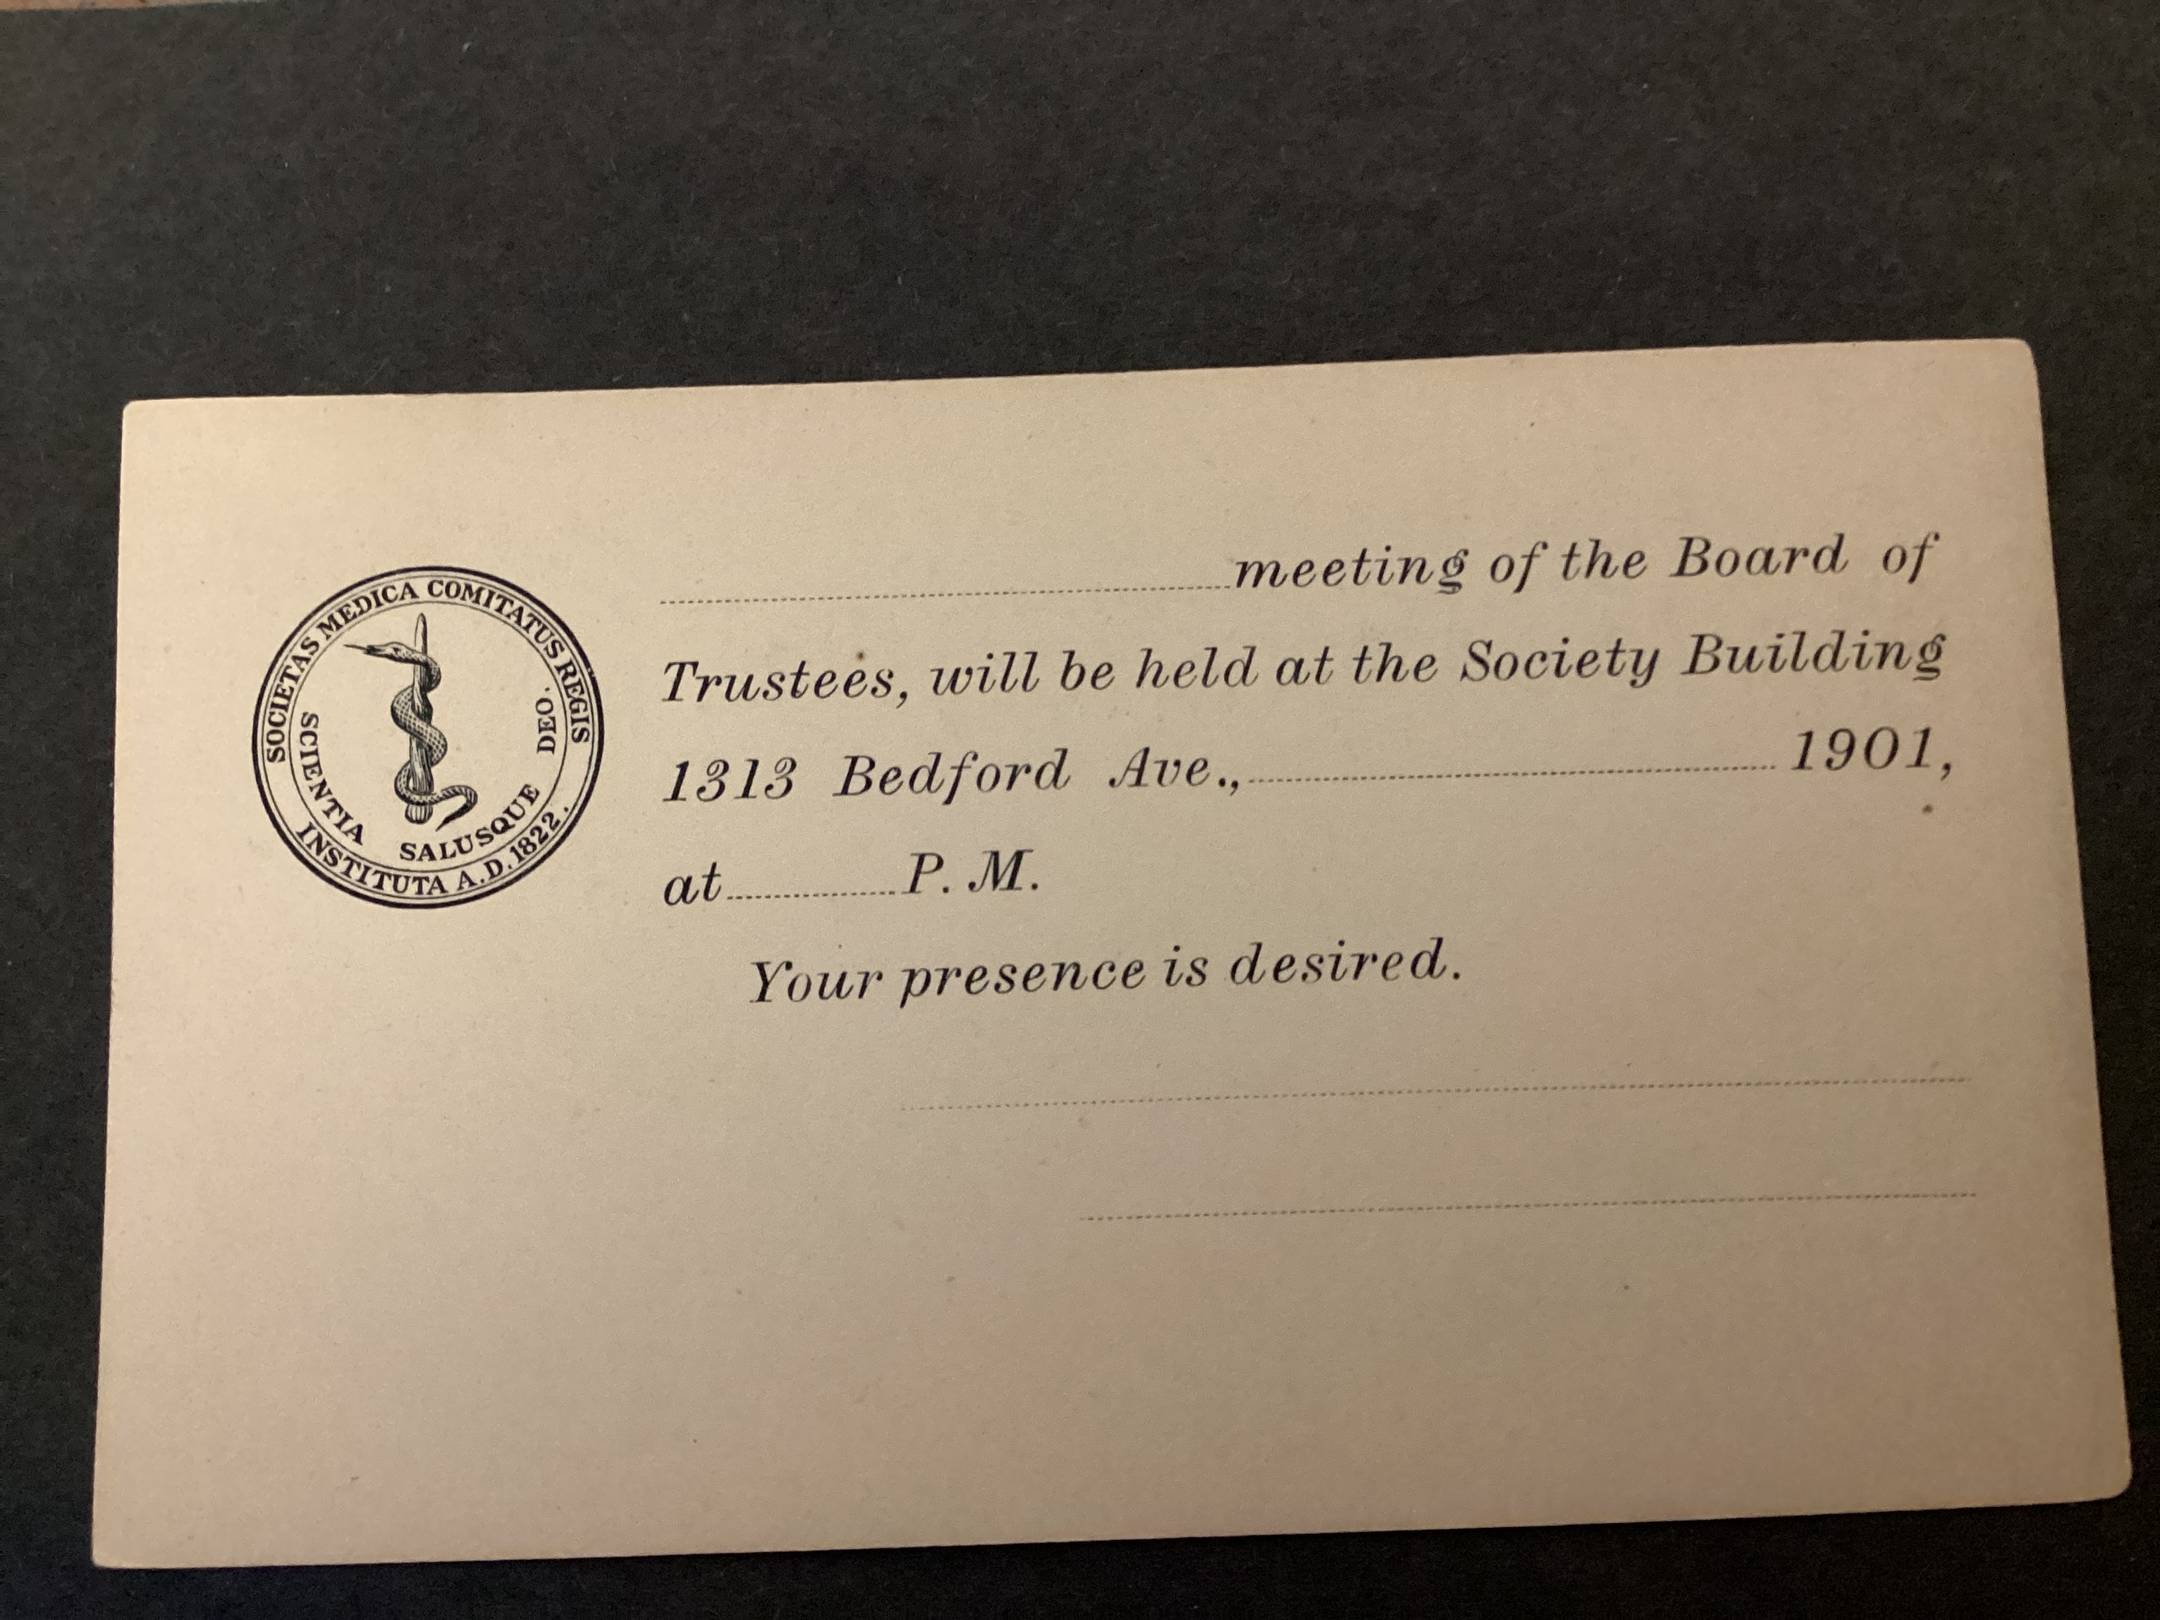 SOCIETAS MEDICA COMITATUS REGIS
INSTITUTA A.D. 1822.
SCIENTIA SALUSQUE DEO.
meeting of the Board of
Trustees, will be held at the Society Building
1313 Bedford Ave., 1901,
at P. M.
Your presence is desired.